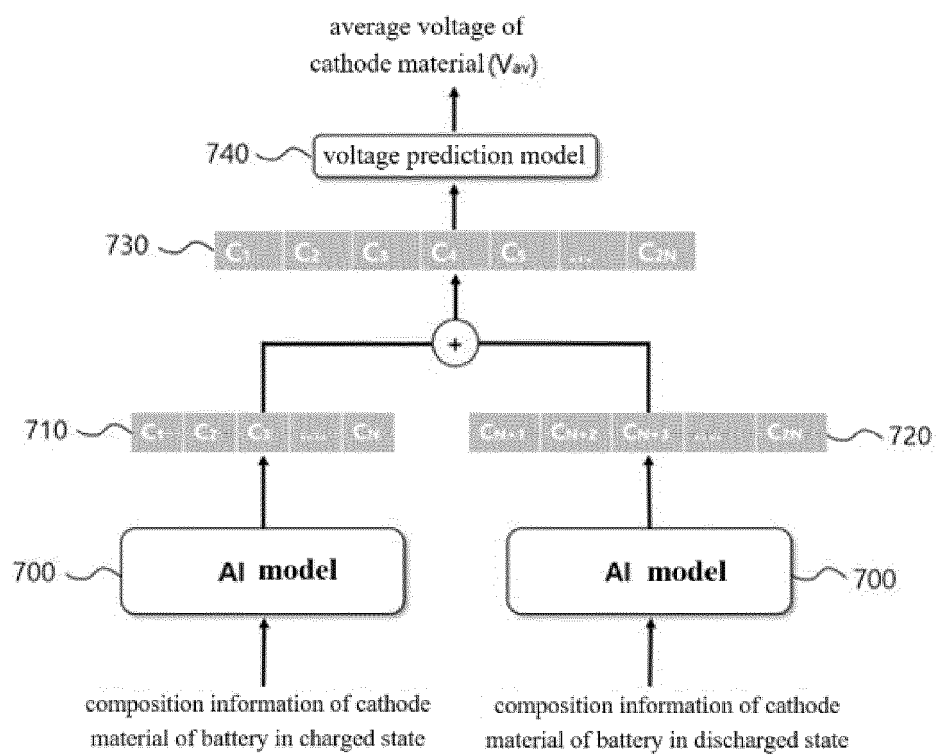 average voltage of
cathode material (Vav)
740
voltage prediction model
730
C1 C2 C3 C4 C5 .... C2N
+
710
C1 C2 C3 .... CN
CN+1 CN+2 CN+3 .... C2N
720
700
AI model
AI model
700
composition information of cathode
material of battery in charged state
composition information of cathode
material of battery in discharged state